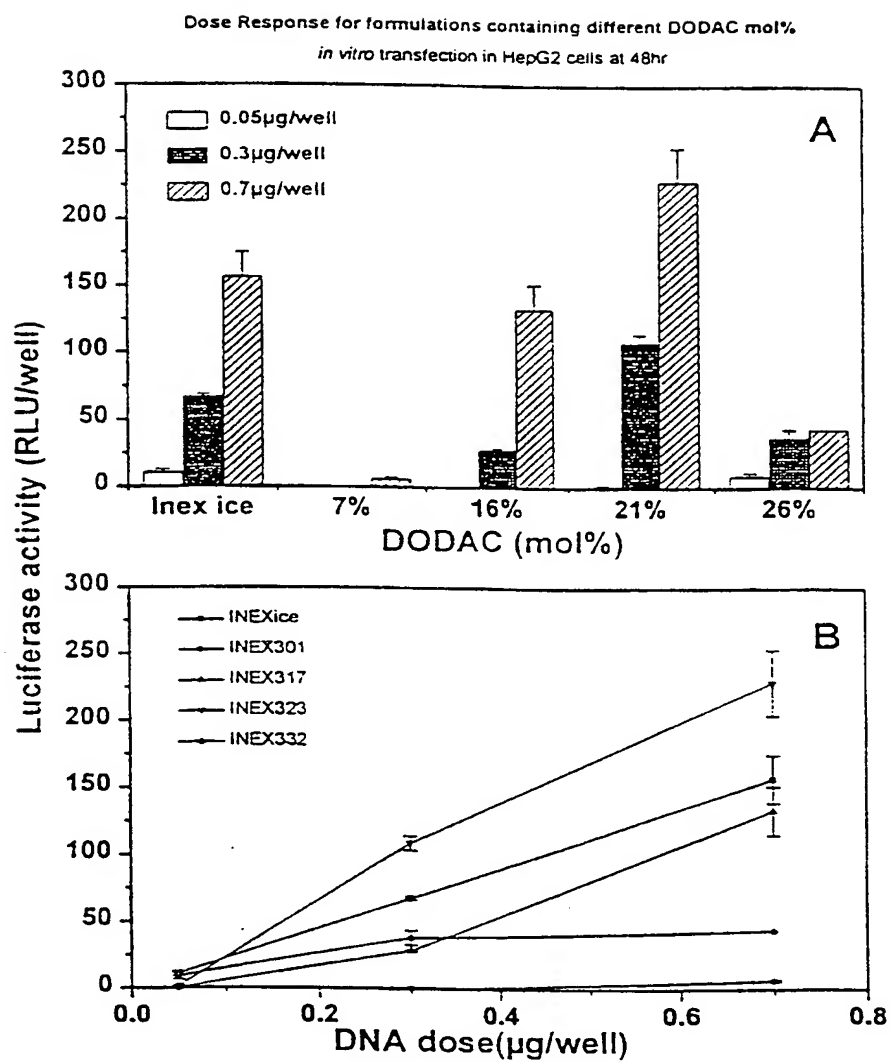 Dose Response for formulations containing different DODAC mol%
in vitro transfection in HepG2 cells at 48hr
A
0.05µg/well
0.3µg/well
0.7µg/well
300
250
200
150
100
50
0
Inex ice 7% 16% 21% 26%
DODAC (mol%)
Luciferase activity (RLU/well)
B
INEXice
INEX301
INEX317
INEX323
INEX332
300
250
200
150
100
50
0
0.0 0.2 0.4 0.6 0.8
DNA dose(µg/well)